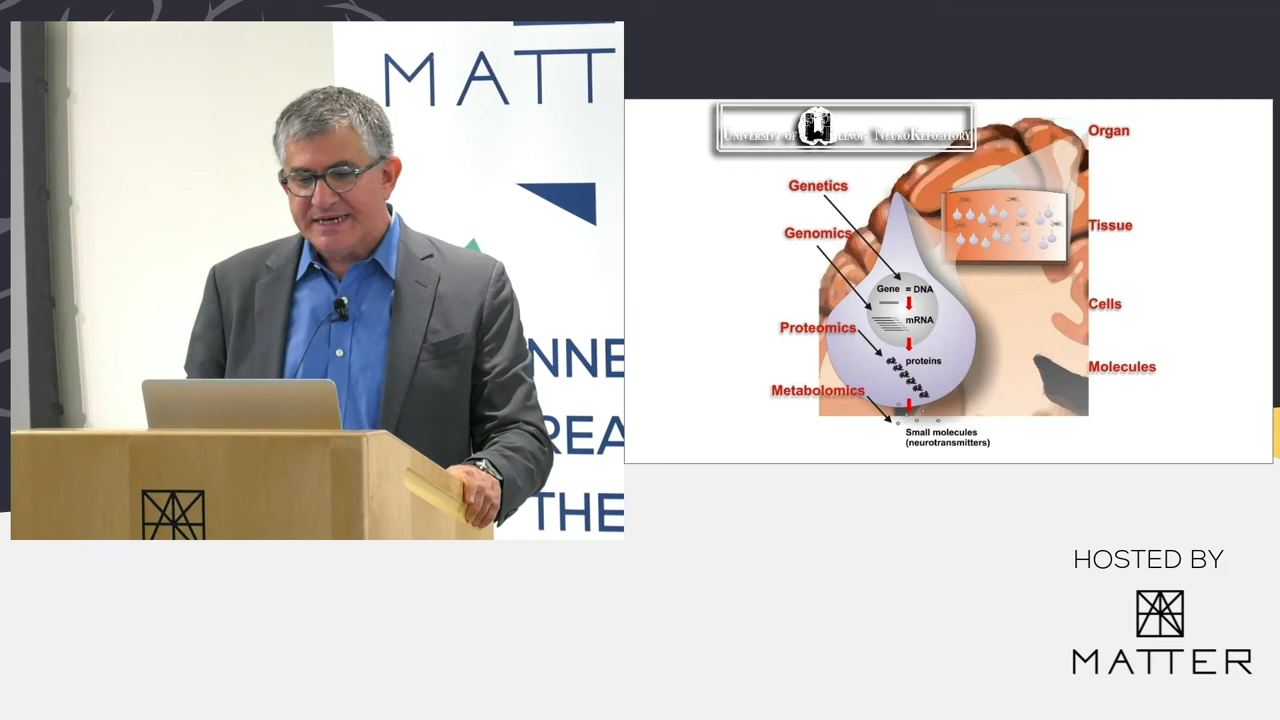 MATT
NNE
REA
THE
UNIVERSITY OF ILLINOIS NEUROREPOSITORY
Organ
Genetics
Tissue
Genomics
Gene = DNA
Cells
mRNA
Proteomics
proteins
Molecules
Metabolomics
Small molecules
(neurotransmitters)
HOSTED BY
MATTER